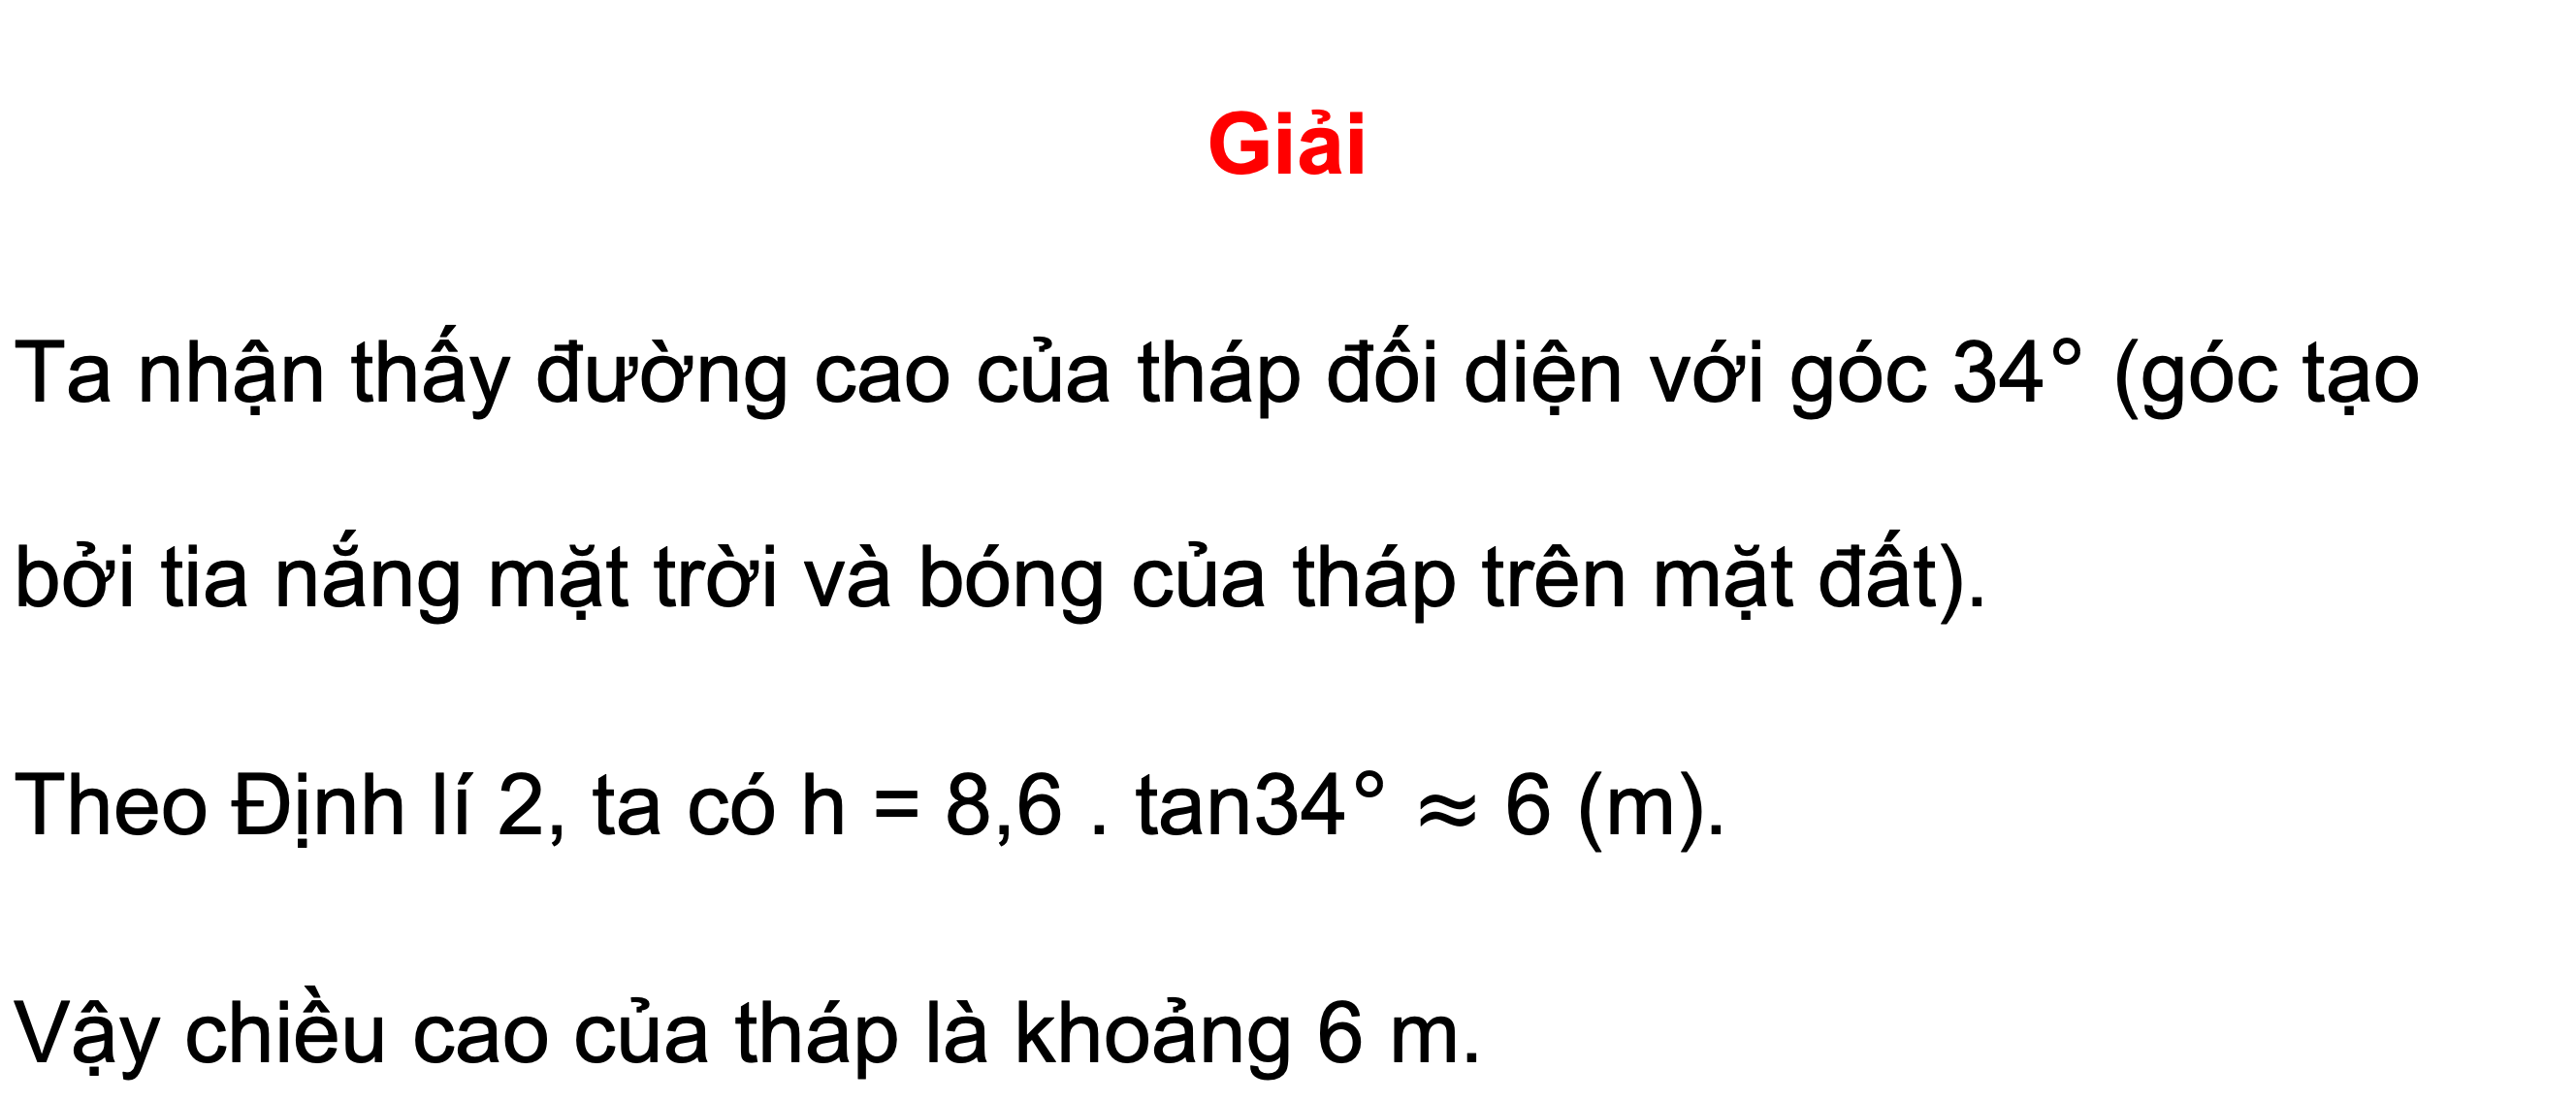 Giải
Ta nhận thấy đường cao của tháp đối diện với góc 34° (góc tạo
bởi tia nắng mặt trời và bóng của tháp trên mặt đất).
Theo Định lí 2, ta có h = 8,6 . tan34° ≈ 6 (m).
Vậy chiều cao của tháp là khoảng 6 m.